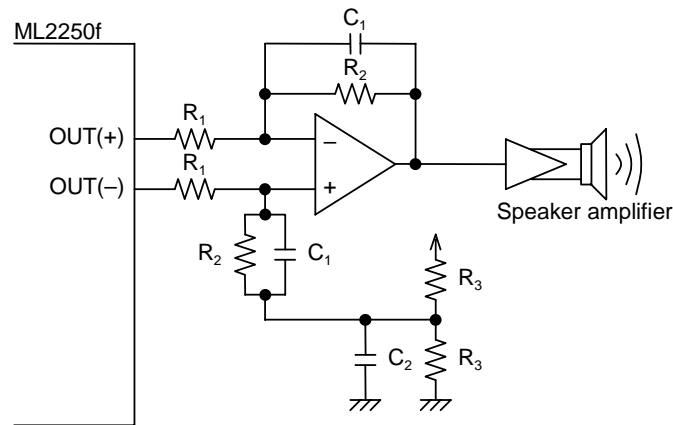 ML2250f
C₁
R₂
R₁
OUT(+)
–
R₁
OUT(–)
+
Speaker amplifier
R₂
C₁
R₃
C₂
R₃